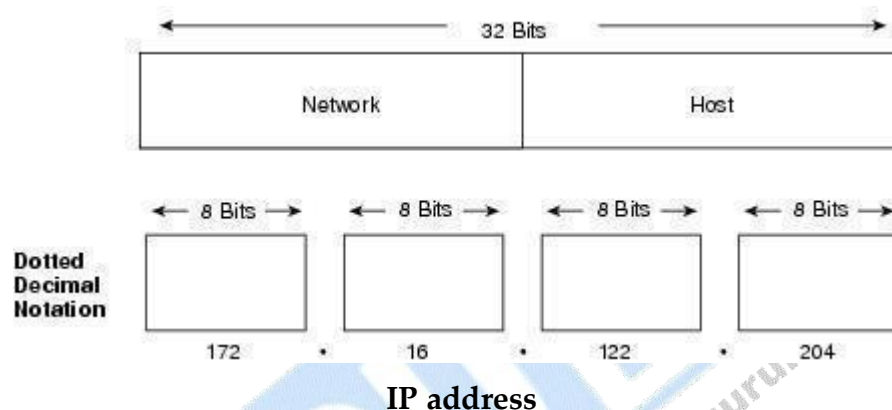 32 Bits
Network Host
8 Bits 8 Bits 8 Bits 8 Bits
Dotted
Decimal
Notation
172 • 16 • 122 • 204
IP address